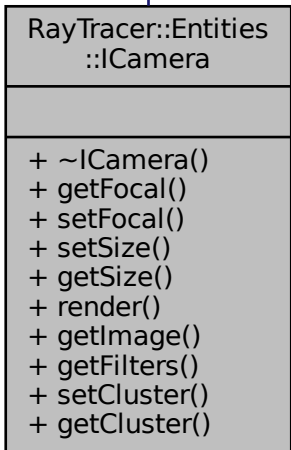 RayTracer::Entities
::ICamera
+ ~ICamera()
+ getFocal()
+ setFocal()
+ setSize()
+ getSize()
+ render()
+ getImage()
+ getFilters()
+ setCluster()
+ getCluster()